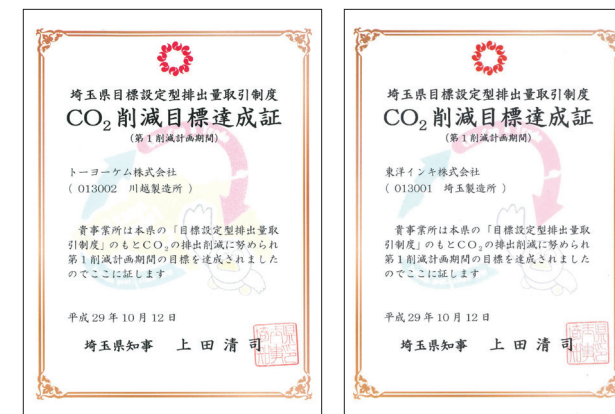 埼玉県目標設定型排出量取引制度
CO₂削減目標達成証
(第1削減計画期間)
トーヨーケム株式会社
( 013002 川越製造所 )
貴事業所は本県の「目標設定型排出量取
引制度」のもとCO₂の排出削減に努められ
第1削減計画期間の目標を達成されました
のでここに証します
平成29年10月12日
埼玉県知事 上田清司
埼玉県目標設定型排出量取引制度
CO₂削減目標達成証
(第1削減計画期間)
東洋インキ株式会社
( 013001 埼玉製造所 )
貴事業所は本県の「目標設定型排出量取
引制度」のもとCO₂の排出削減に努められ
第1削減計画期間の目標を達成されました
のでここに証します
平成29年10月12日
埼玉県知事 上田清司